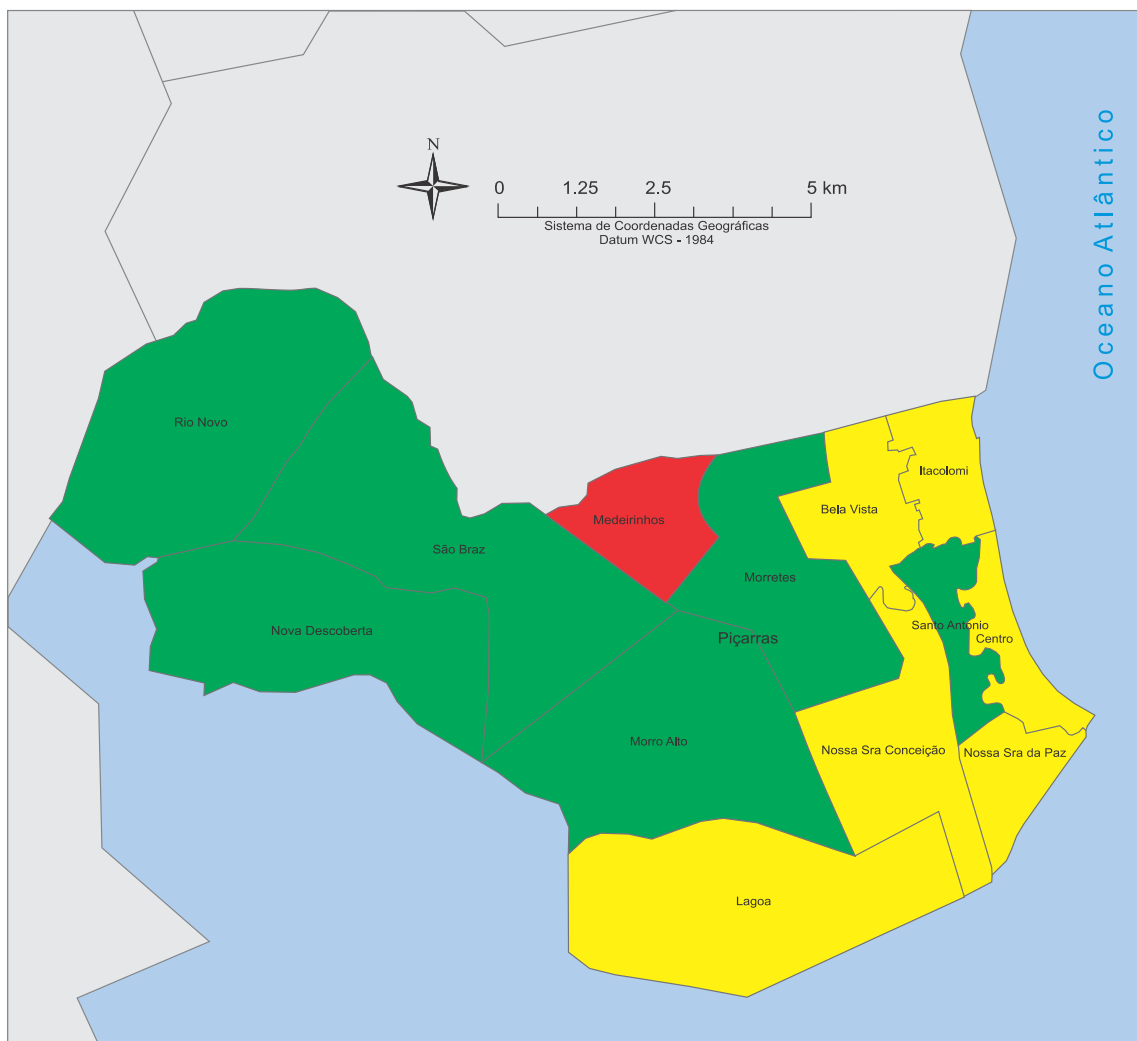 N
0 1.25 2.5 5 km
Sistema de Coordenadas Geográficas
Datum WCS - 1984
Oceano Atlântico
Rio Novo
São Braz
Medeirinhos
Bela Vista
Itacolomi
Nova Descoberta
Morretes
Piçarras
Santo Antonio
Centro
Morro Alto
Nossa Sra Conceição
Nossa Sra da Paz
Lagoa